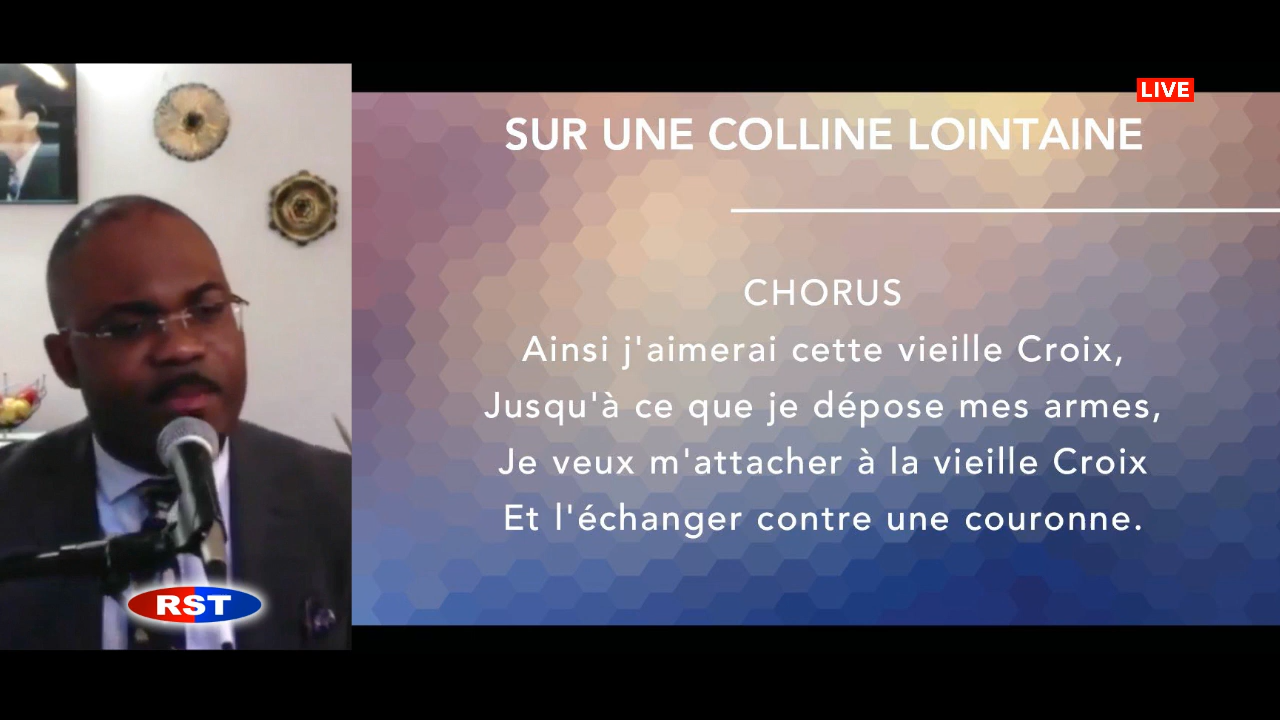 LIVE
SUR UNE COLLINE LOINTAINE
CHORUS
Ainsi j'aimerai cette vieille Croix,
Jusqu'à ce que je dépose mes armes,
Je veux m'attacher à la vieille Croix
Et l'échanger contre une couronne.
RST